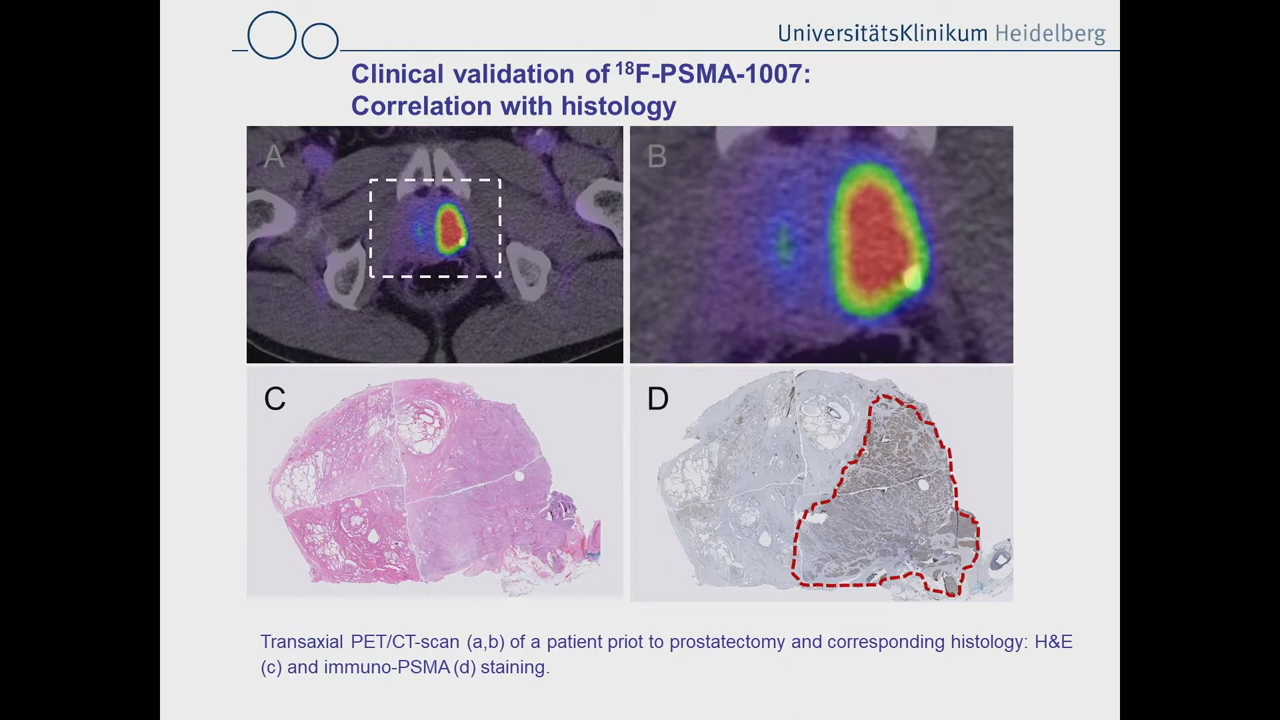 UniversitätsKlinikum Heidelberg
Clinical validation of ¹⁸F-PSMA-1007:
Correlation with histology
A
B
C
D
Transaxial PET/CT-scan (a,b) of a patient priot to prostatectomy and corresponding histology: H&E
(c) and immuno-PSMA (d) staining.